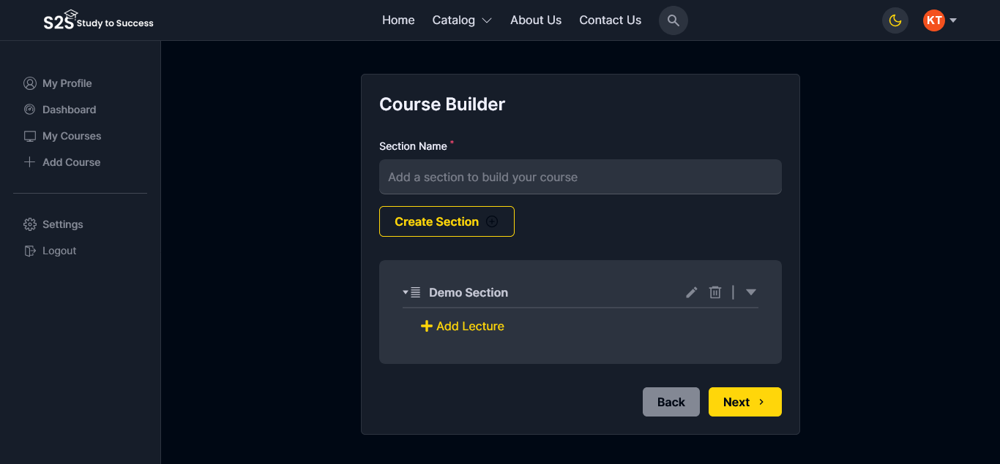 S2S Study to Success
Home Catalog About Us Contact Us
KT
My Profile
Dashboard
My Courses
Add Course
Settings
Logout
Course Builder
Section Name *
Add a section to build your course
Create Section
Demo Section
Add Lecture
Back Next